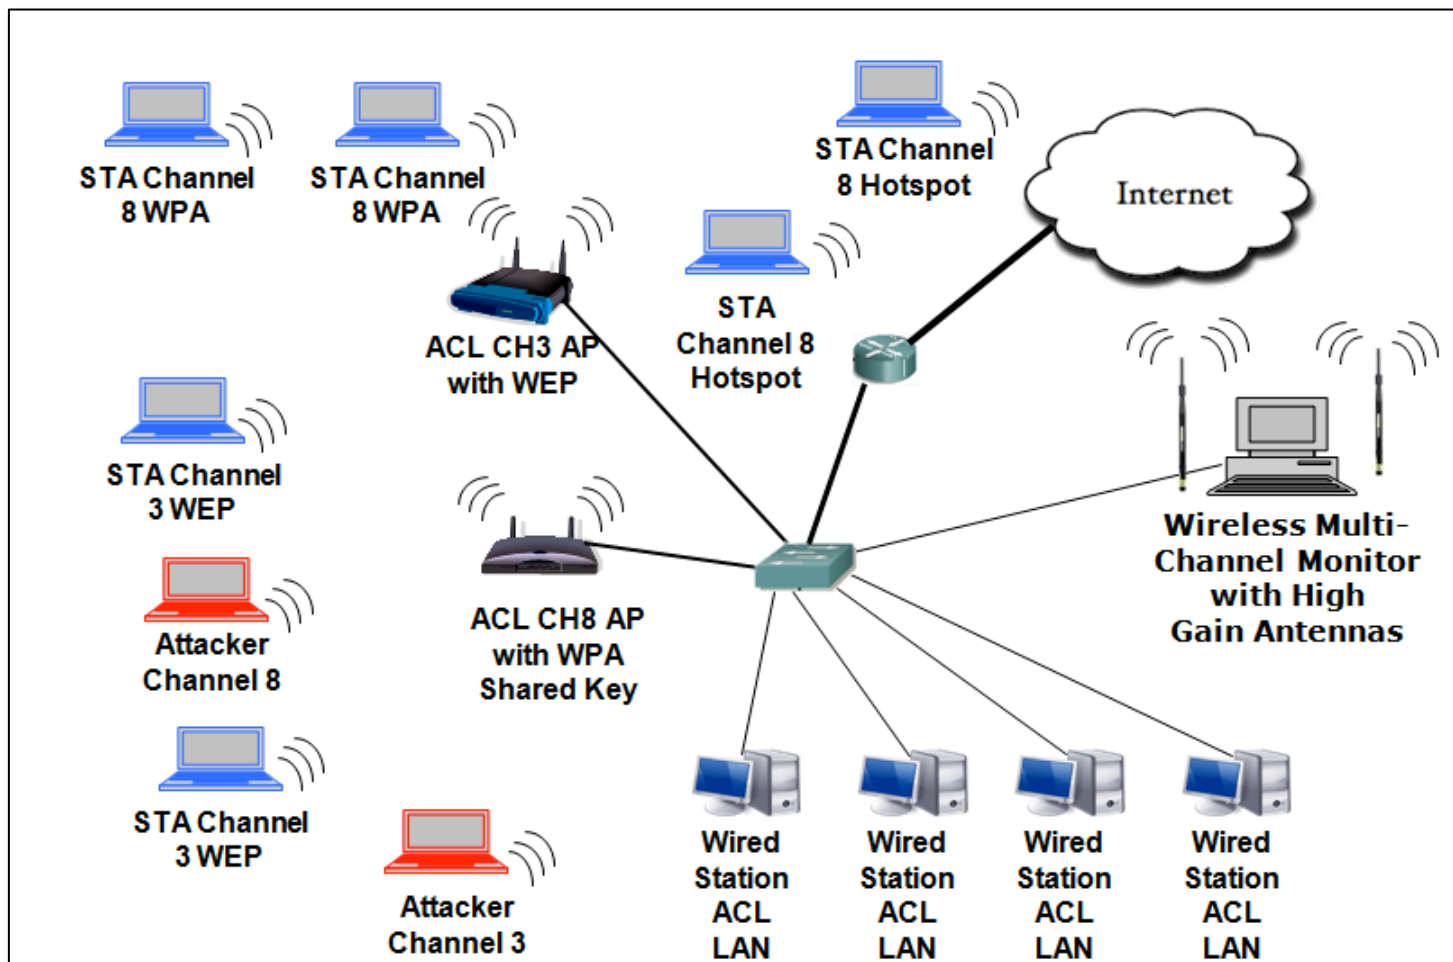 STA Channel
8 WPA
STA Channel
8 WPA
STA Channel
8 Hotspot
Internet
STA
Channel 8
Hotspot
ACL CH3 AP
with WEP
STA Channel
3 WEP
Wireless Multi-
Channel Monitor
with High
Gain Antennas
Attacker
Channel 8
ACL CH8 AP
with WPA
Shared Key
STA Channel
3 WEP
Attacker
Channel 3
Wired
Station
ACL
LAN
Wired
Station
ACL
LAN
Wired
Station
ACL
LAN
Wired
Station
ACL
LAN